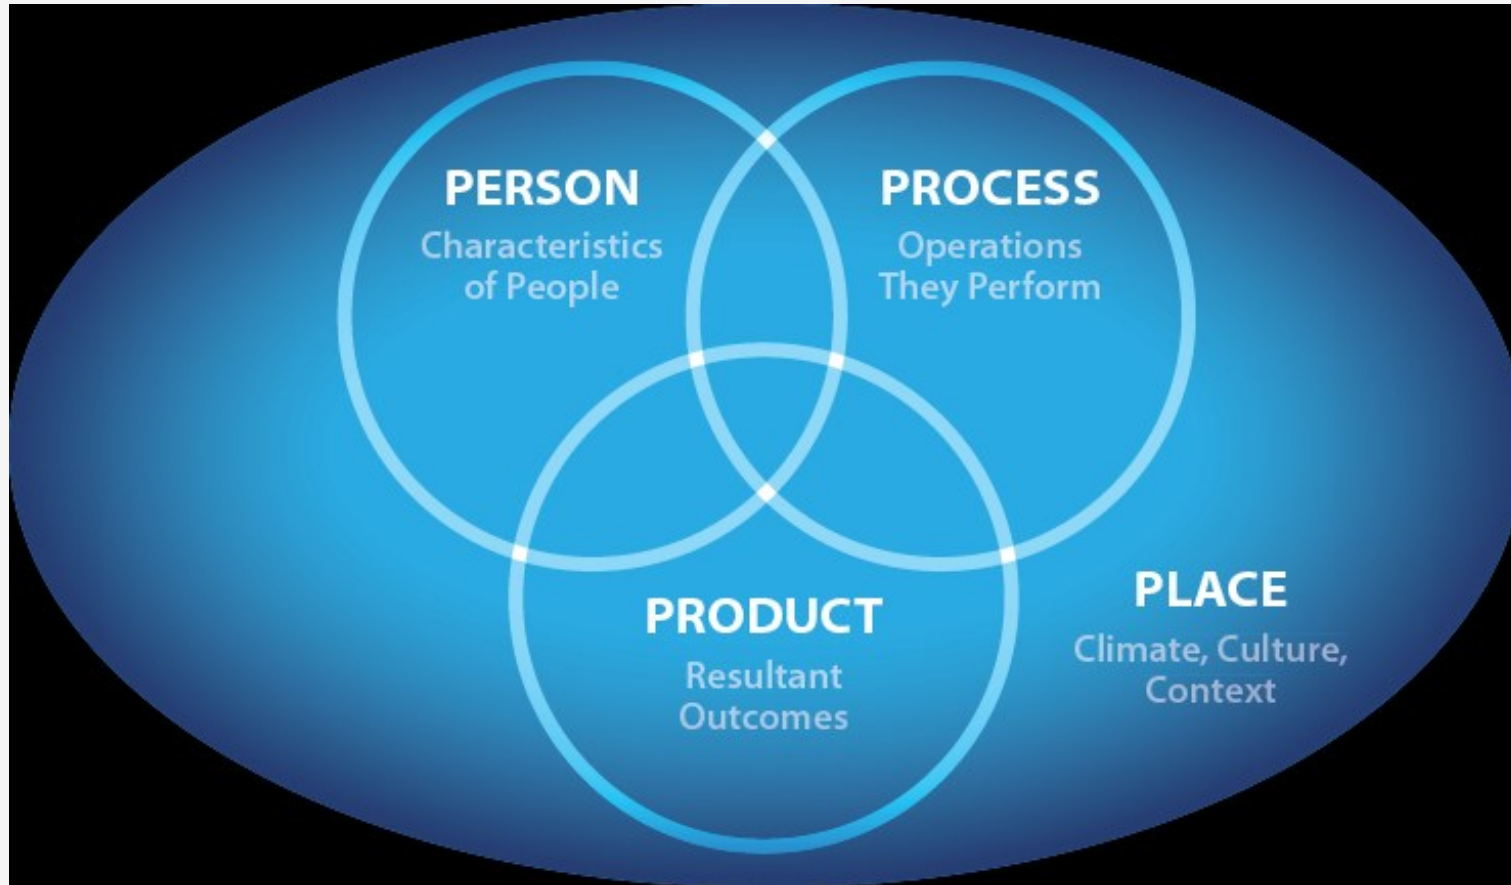 PERSON
Characteristics
of People
PROCESS
Operations
They Perform
PRODUCT
Resultant
Outcomes
PLACE
Climate, Culture,
Context